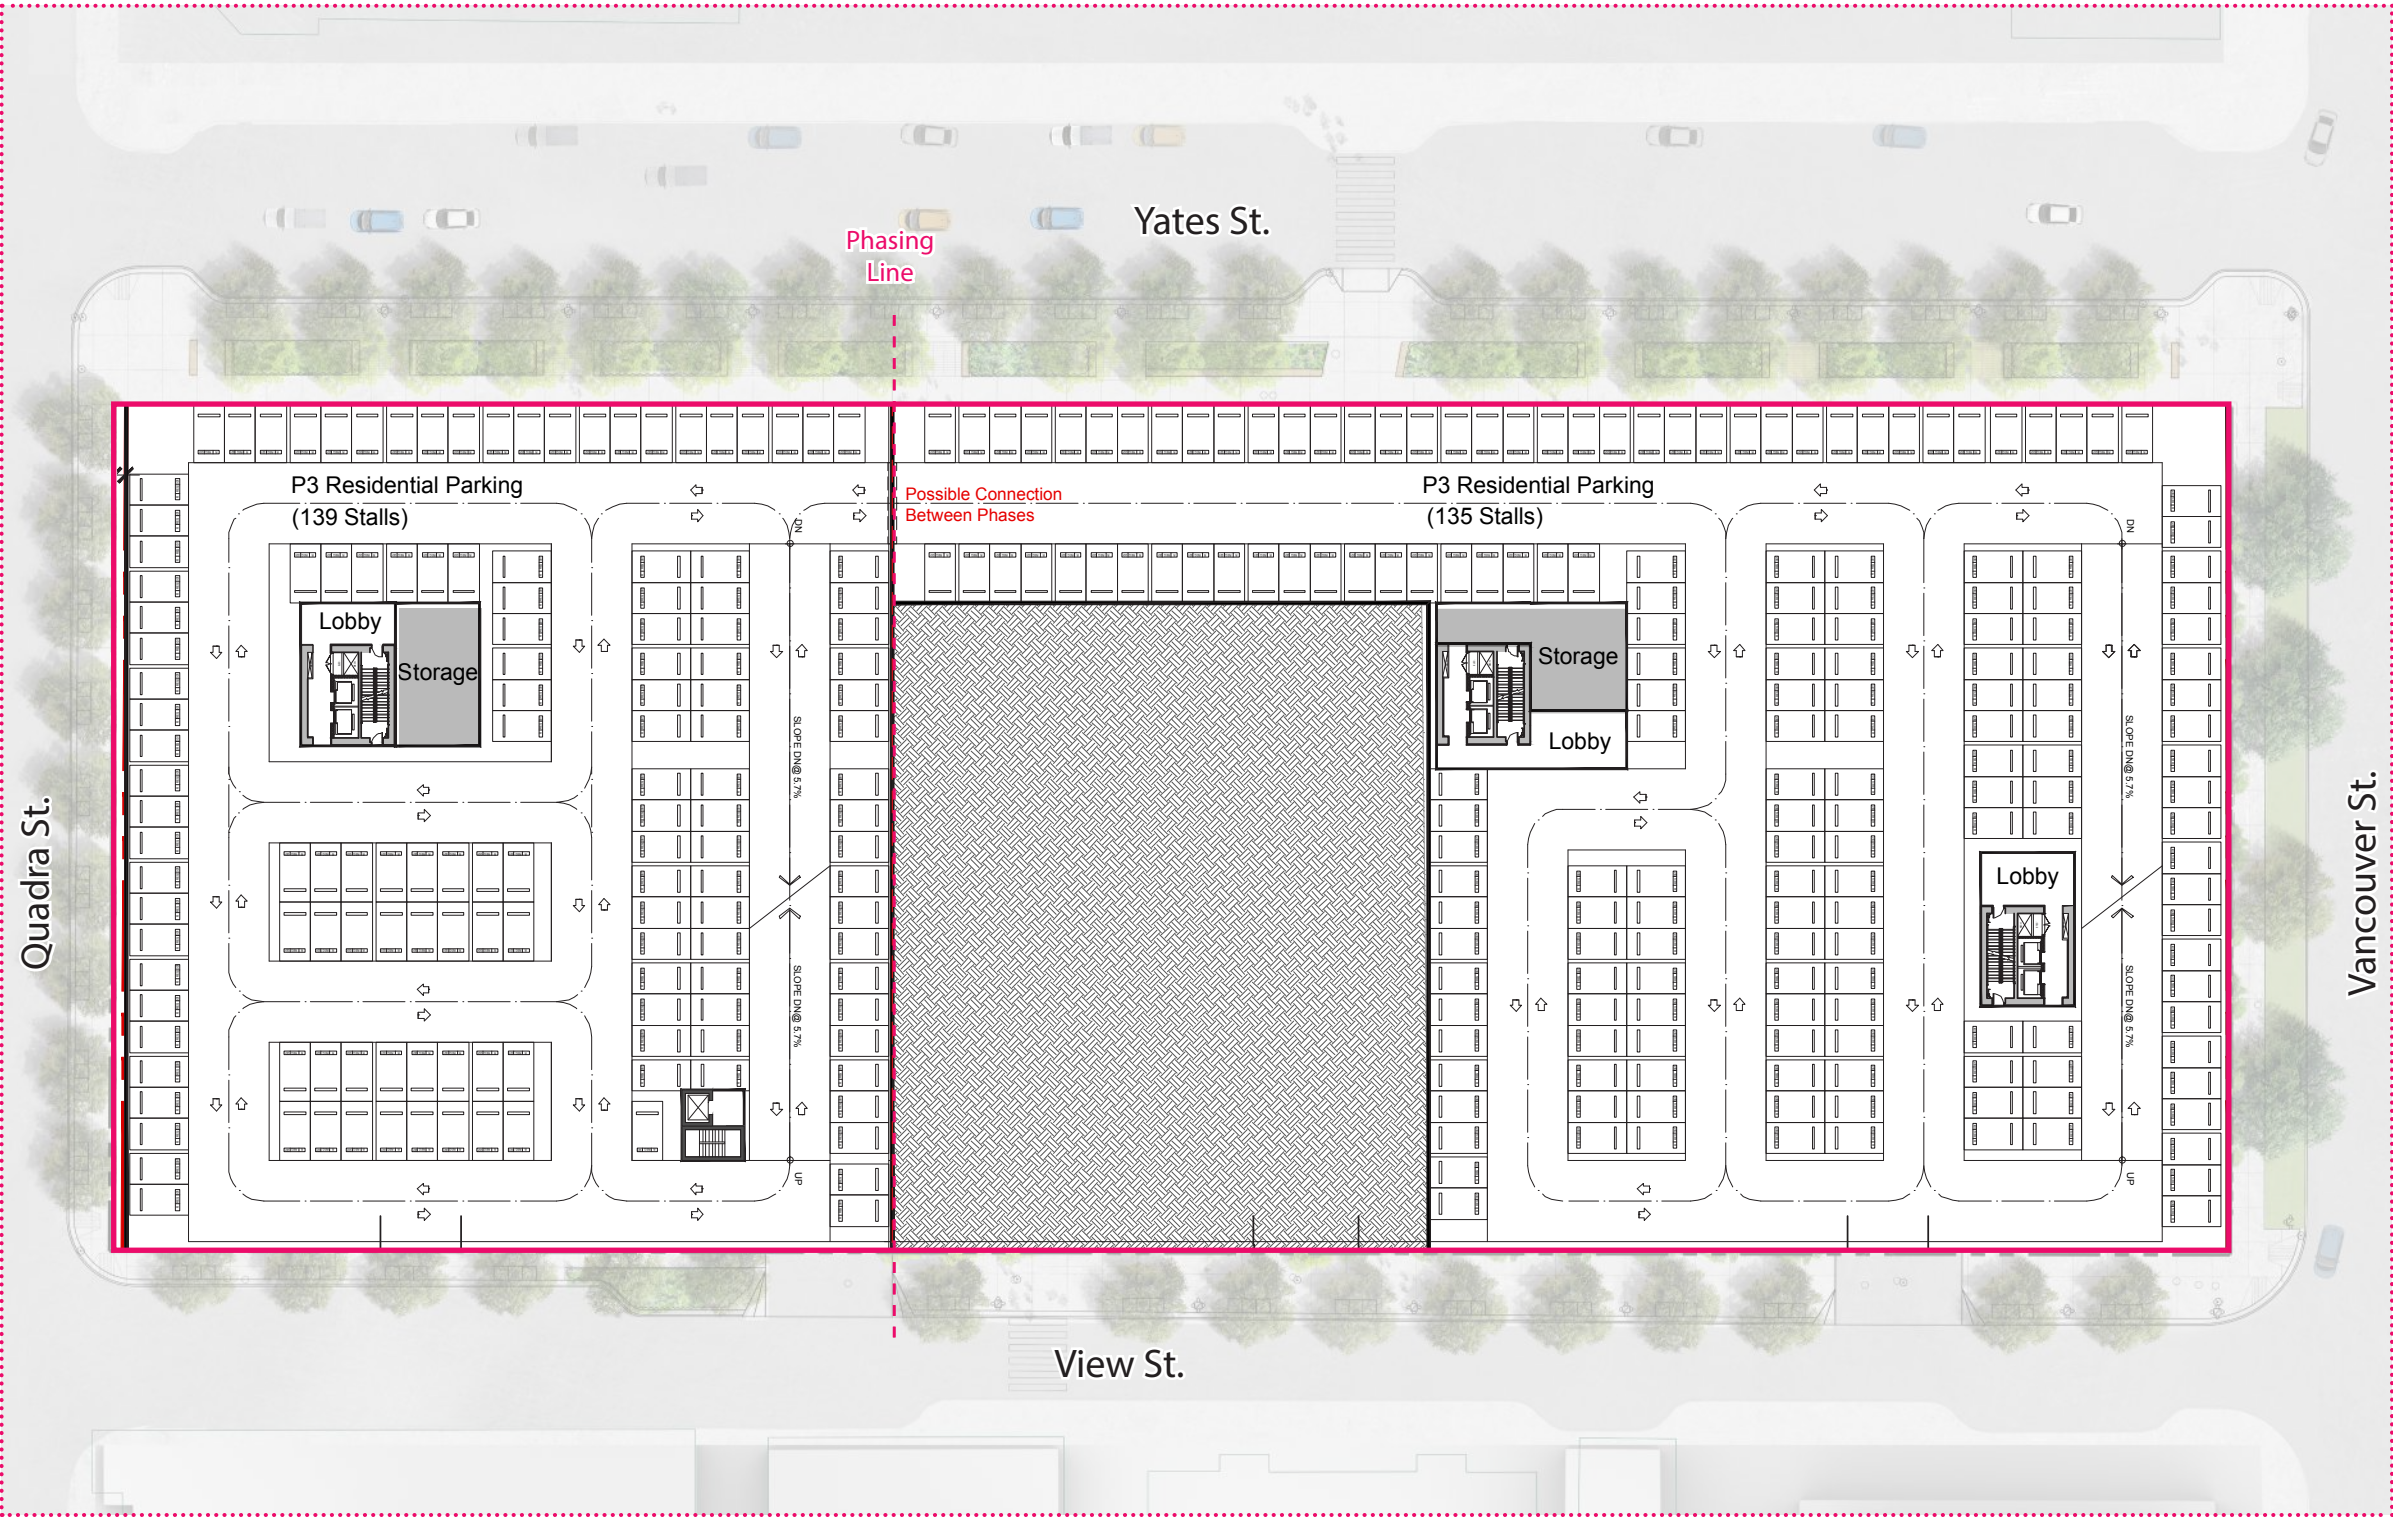 Yates St.
Phasing
Line
P3 Residential Parking
(139 Stalls)
Possible Connection
Between Phases
P3 Residential Parking
(135 Stalls)
DN
DN
Lobby
Storage
Storage
Lobby
SLOPE DN@ 5.7%
SLOPE DN@ 5.7%
Quadra St.
Vancouver St.
Lobby
SLOPE DN@ 5.7%
SLOPE DN@ 5.7%
UP
UP
View St.